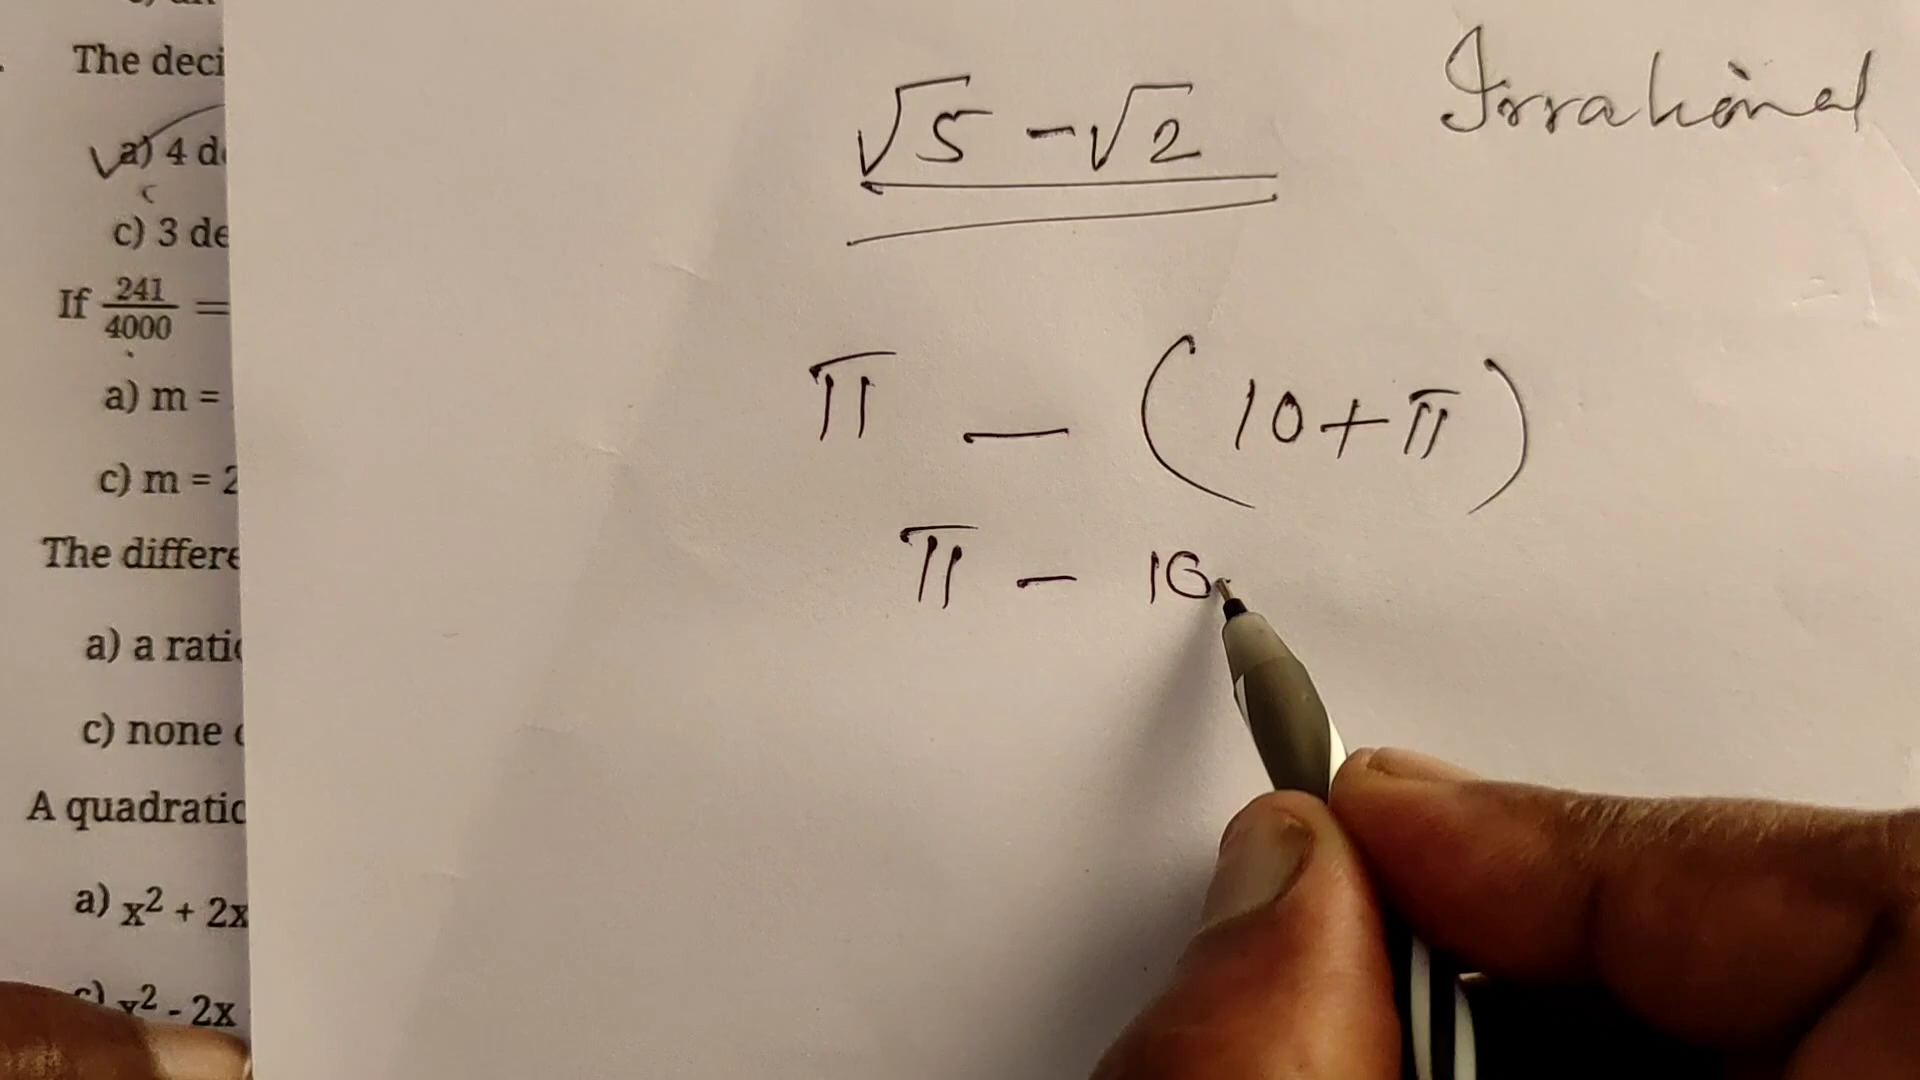 The deci
a) 4 d
c) 3 de
If 241/4000 =
a) m =
c) m = 2
The differe
a) a ratio
c) none
A quadratic
a) x² + 2x
c) x² - 2x
√5 - √2
Irrational
π - (10 + π)
π - 10